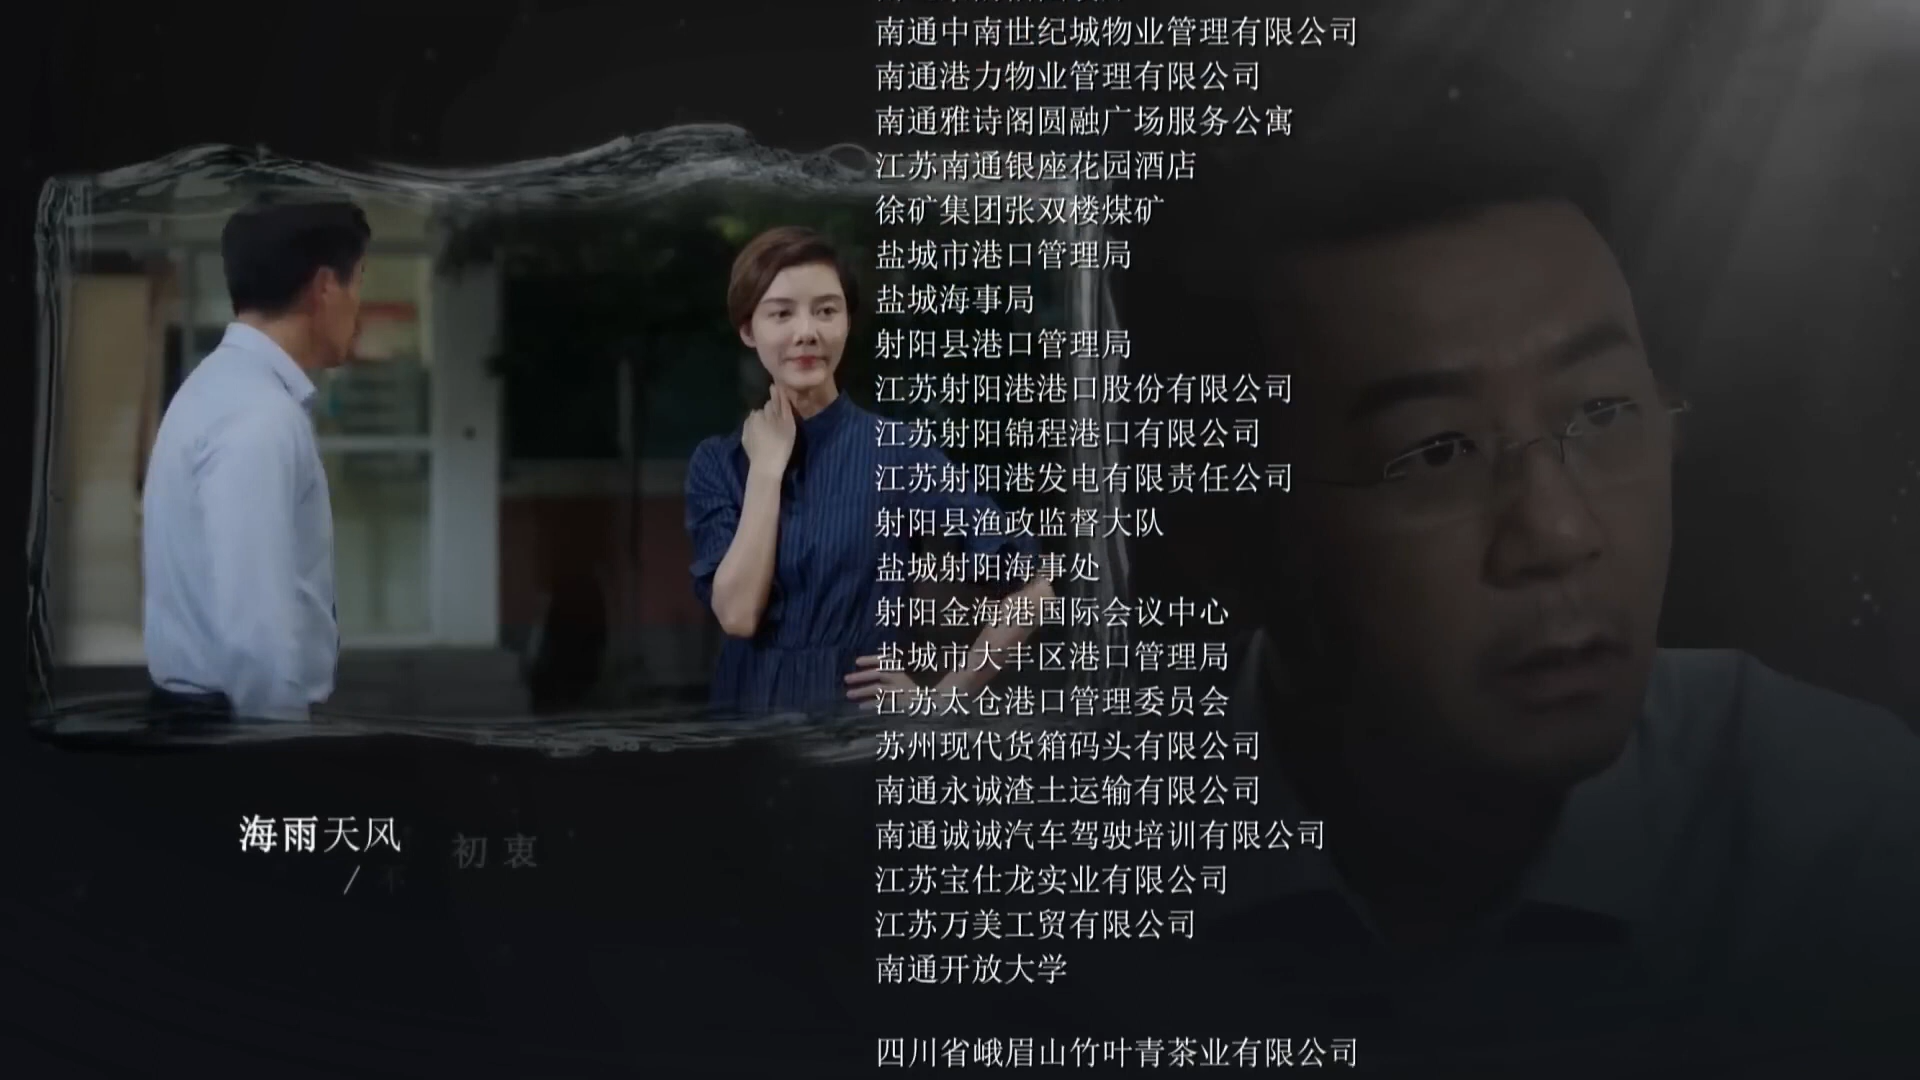 南通中南世纪城物业管理有限公司
南通港力物业管理有限公司
南通雅诗阁圆融广场服务公寓
江苏南通银座花园酒店
徐矿集团张双楼煤矿
盐城市港口管理局
盐城海事局
射阳县港口管理局
江苏射阳港港口股份有限公司
江苏射阳锦程港口有限公司
江苏射阳港发电有限责任公司
射阳县渔政监督大队
盐城射阳海事处
射阳金海港国际会议中心
盐城市大丰区港口管理局
江苏太仓港口管理委员会
苏州现代货箱码头有限公司
南通永诚渣土运输有限公司
南通诚诚汽车驾驶培训有限公司
江苏宝仕龙实业有限公司
江苏万美工贸有限公司
南通开放大学
四川省峨眉山竹叶青茶业有限公司
海雨天风
/ 不 初衷